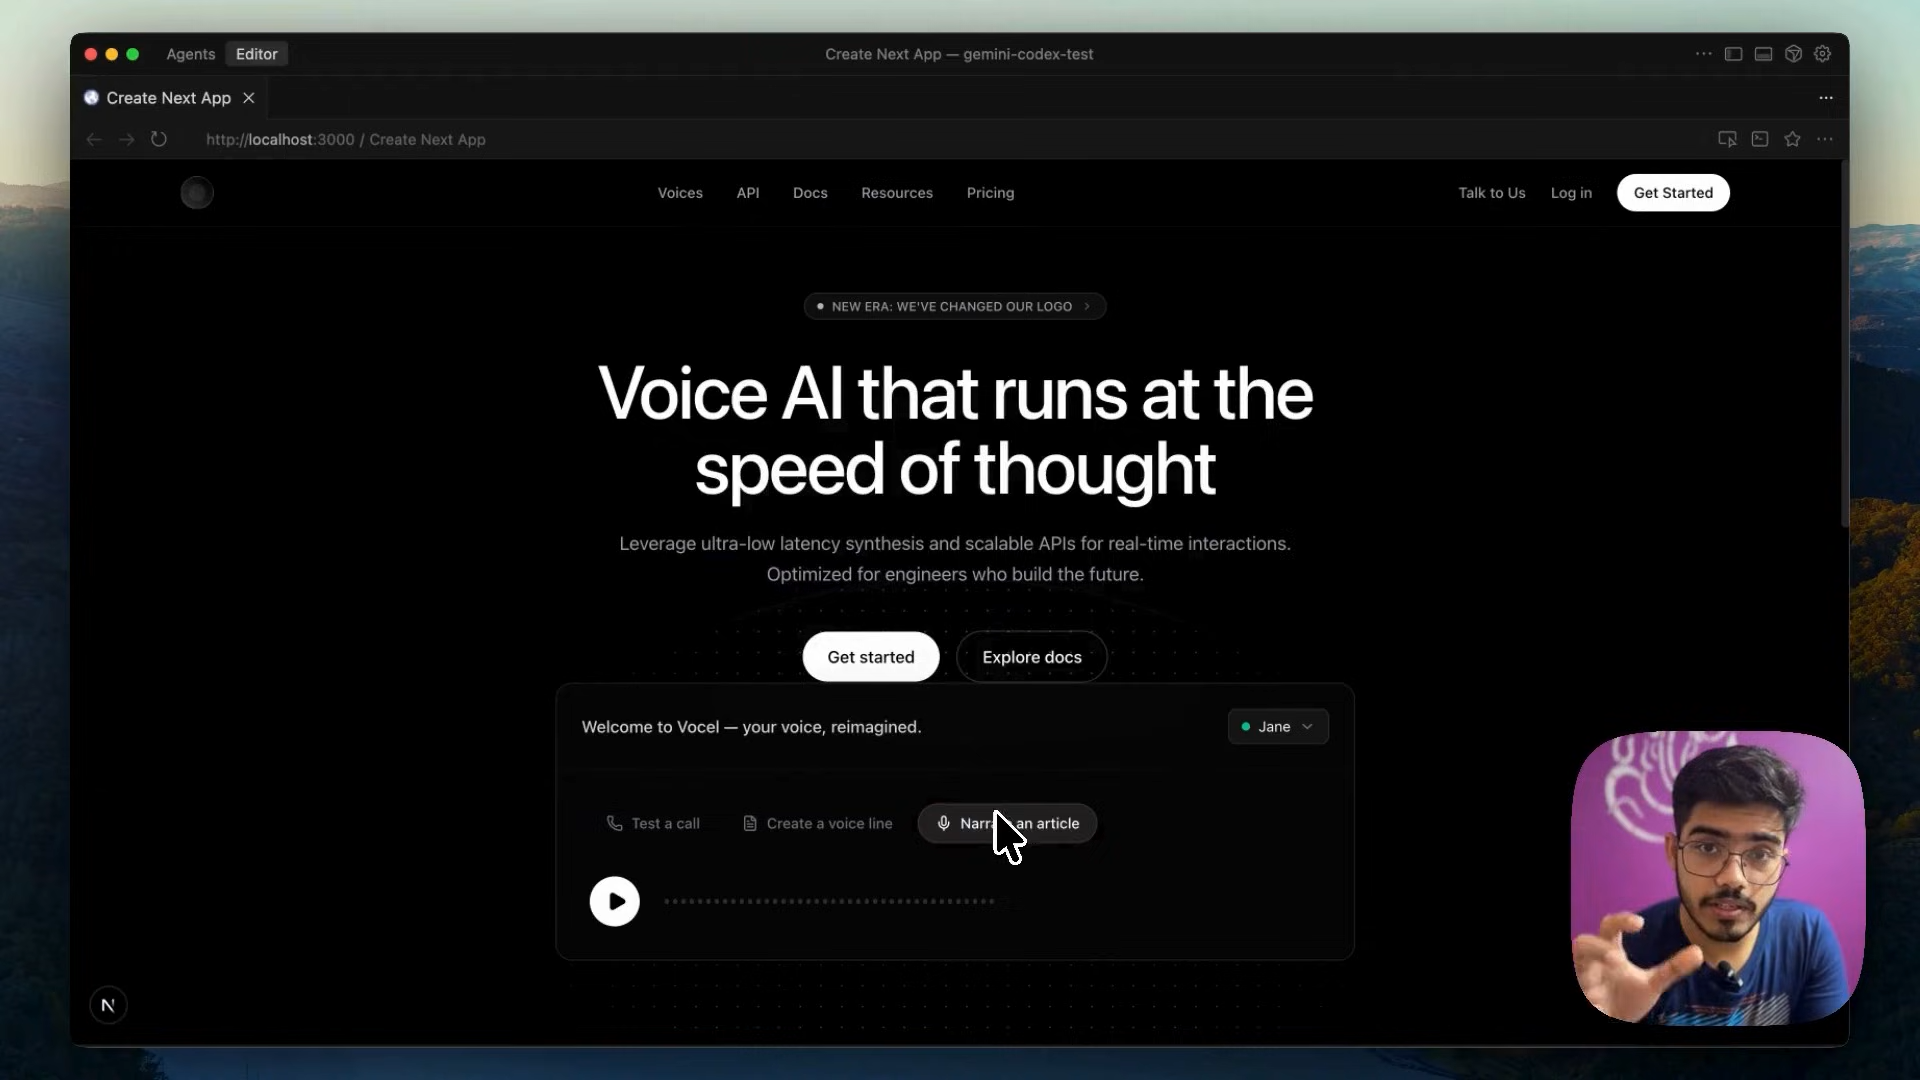 Agents Editor Create Next App — gemini-codex-test
Create Next App
http://localhost:3000 / Create Next App
Voices API Docs Resources Pricing Talk to Us Log in Get Started
NEW ERA: WE'VE CHANGED OUR LOGO
Voice AI that runs at the
speed of thought
Leverage ultra-low latency synthesis and scalable APIs for real-time interactions.
Optimized for engineers who build the future.
Get started Explore docs
Welcome to Vocel — your voice, reimagined. Jane
Test a call Create a voice line Narrate an article
N